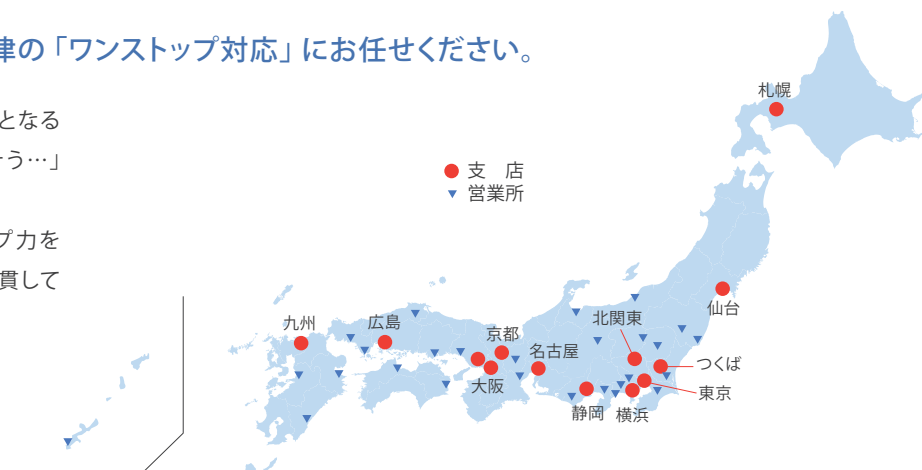 津の「ワンストップ対応」にお任せください。
となる
そう…」
プ力を
貫して
支　店
営業所
札幌
仙台
北関東
つくば
東京
横浜
静岡
名古屋
京都
大阪
広島
九州